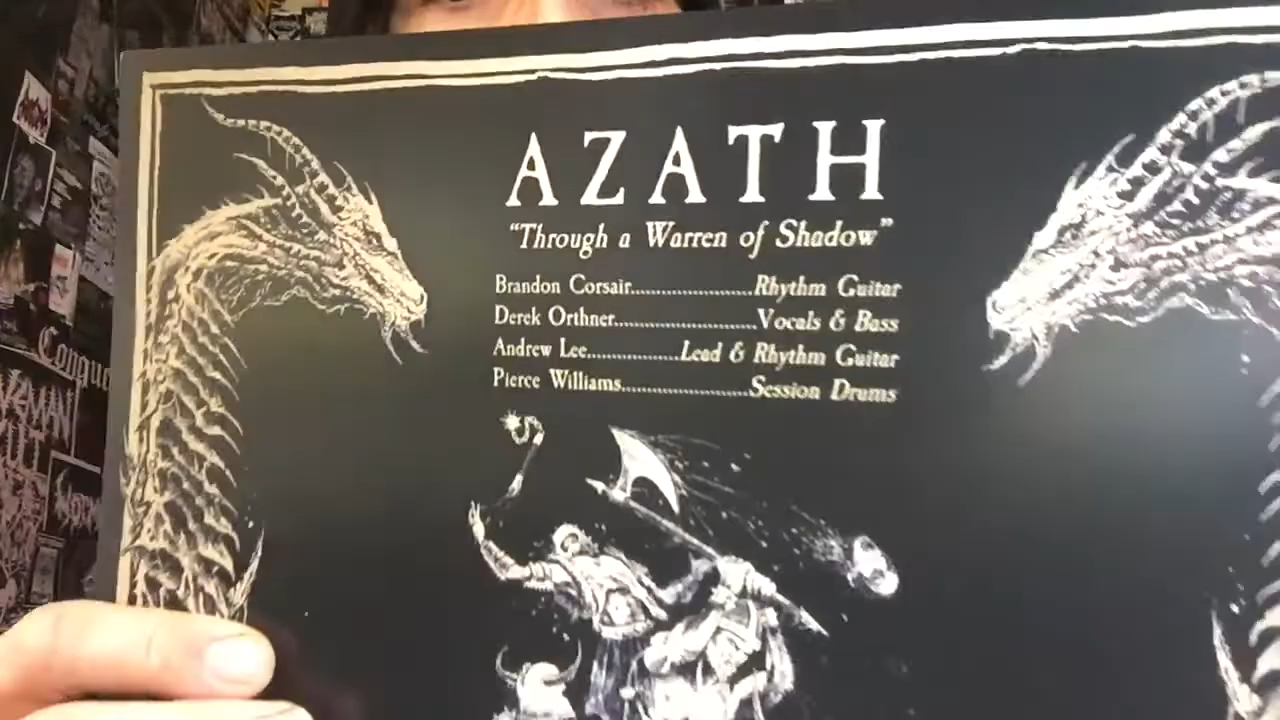 AZATH
“Through a Warren of Shadow”
Brandon Corsair....................Rhythm Guitar
Derek Orthner.......................Vocals & Bass
Andrew Lee...............Lead & Rhythm Guitar
Pierce Williams.....................Session Drums
Conque